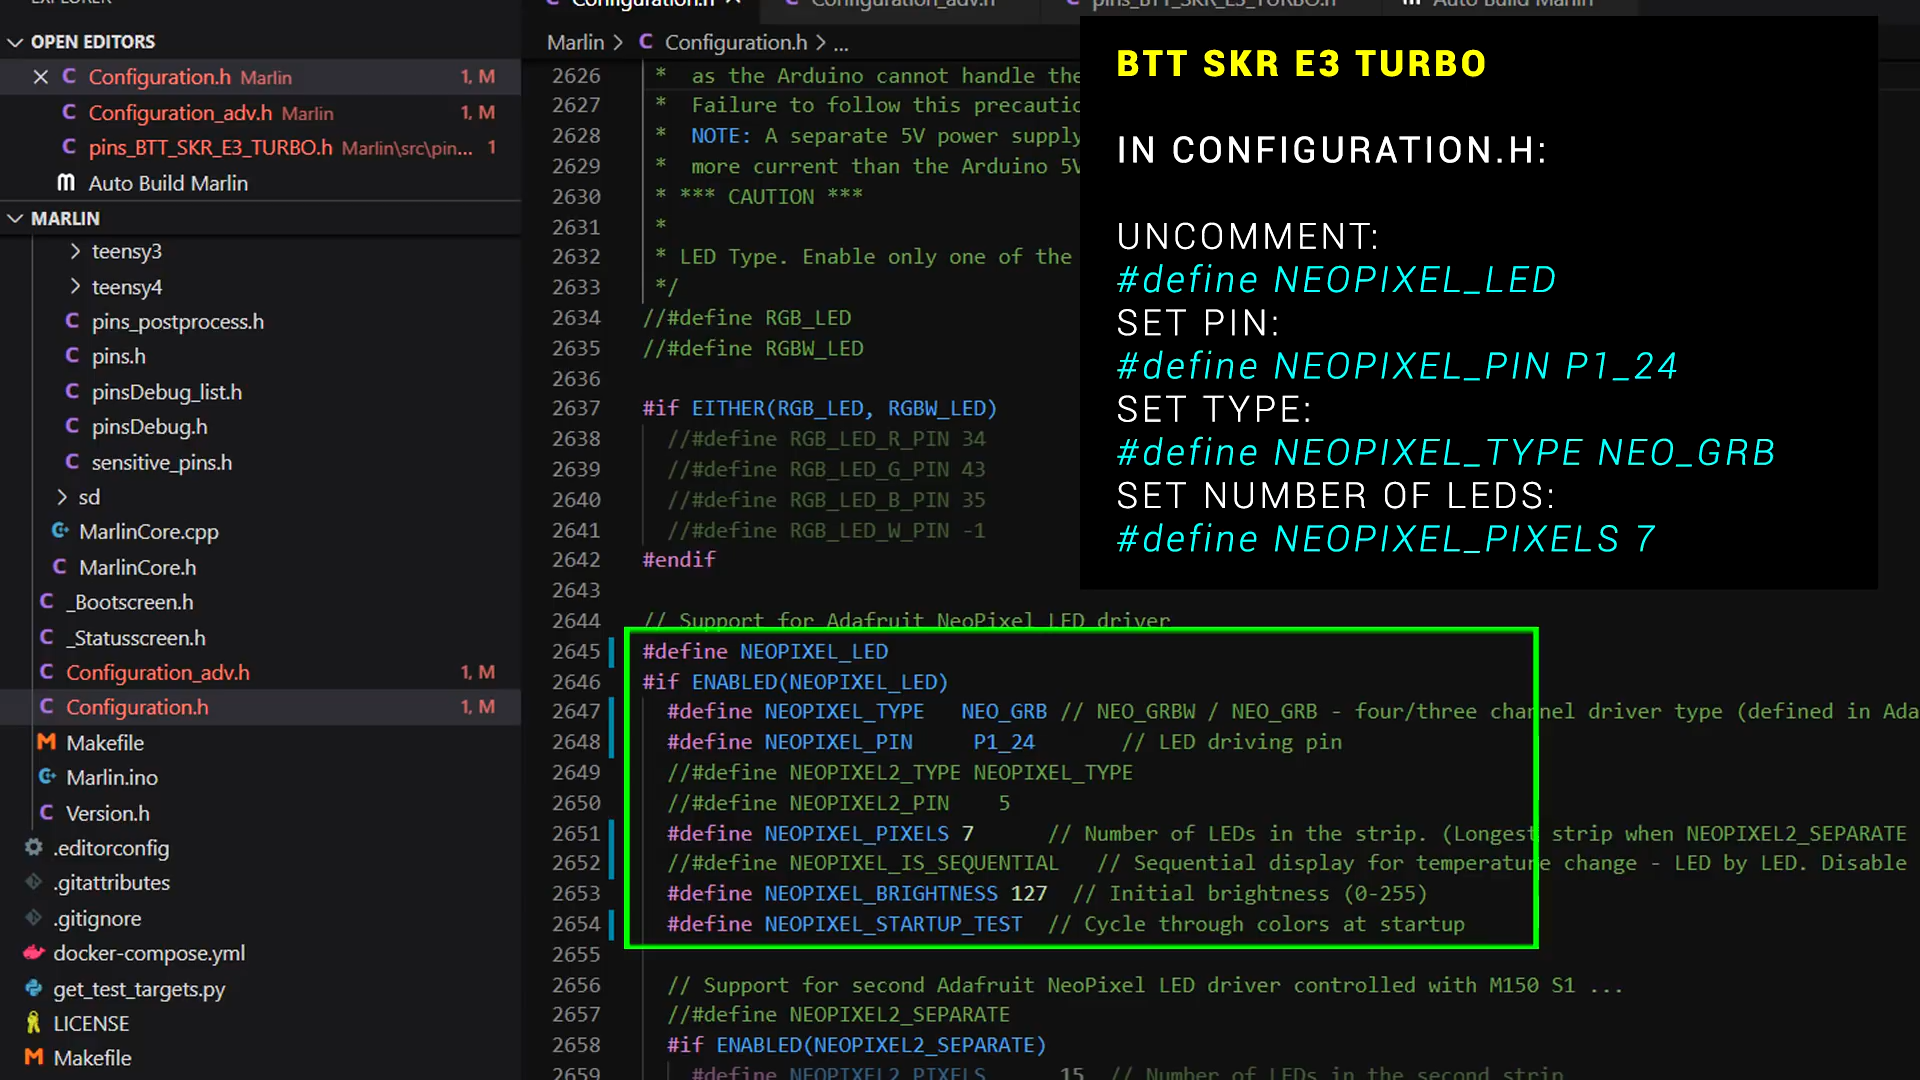 EXPLORER
OPEN EDITORS
Configuration.h Marlin 1, M
Configuration_adv.h Marlin 1, M
pins_BTT_SKR_E3_TURBO.h Marlin\src\pin... 1
Auto Build Marlin
MARLIN
teensy3
teensy4
pins_postprocess.h
pins.h
pinsDebug_list.h
pinsDebug.h
sensitive_pins.h
sd
MarlinCore.cpp
MarlinCore.h
_Bootscreen.h
_Statusscreen.h
Configuration_adv.h 1, M
Configuration.h 1, M
Makefile
Marlin.ino
Version.h
.editorconfig
.gitattributes
.gitignore
docker-compose.yml
get_test_targets.py
LICENSE
Makefile
Configuration.h Configuration_adv.h pins_BTT_SKR_E3_TURBO.h Auto Build Marlin
Marlin > Configuration.h > ...
2626 * as the Arduino cannot handle the
2627 * Failure to follow this precautio
2628 * NOTE: A separate 5V power supply
2629 * more current than the Arduino 5V
2630 * *** CAUTION ***
2631 *
2632 * LED Type. Enable only one of the
2633 */
2634 //#define RGB_LED
2635 //#define RGBW_LED
2636
2637 #if EITHER(RGB_LED, RGBW_LED)
2638 //#define RGB_LED_R_PIN 34
2639 //#define RGB_LED_G_PIN 43
2640 //#define RGB_LED_B_PIN 35
2641 //#define RGB_LED_W_PIN -1
2642 #endif
2643
2644 // Support for Adafruit NeoPixel LED driver
2645 #define NEOPIXEL_LED
2646 #if ENABLED(NEOPIXEL_LED)
2647 #define NEOPIXEL_TYPE NEO_GRB // NEO_GRBW / NEO_GRB - four/three channel driver type (defined in Ada
2648 #define NEOPIXEL_PIN P1_24 // LED driving pin
2649 //#define NEOPIXEL2_TYPE NEOPIXEL_TYPE
2650 //#define NEOPIXEL2_PIN 5
2651 #define NEOPIXEL_PIXELS 7 // Number of LEDs in the strip. (Longest strip when NEOPIXEL2_SEPARATE
2652 //#define NEOPIXEL_IS_SEQUENTIAL // Sequential display for temperature change - LED by LED. Disable
2653 #define NEOPIXEL_BRIGHTNESS 127 // Initial brightness (0-255)
2654 #define NEOPIXEL_STARTUP_TEST // Cycle through colors at startup
2655
2656 // Support for second Adafruit NeoPixel LED driver controlled with M150 S1 ...
2657 //#define NEOPIXEL2_SEPARATE
2658 #if ENABLED(NEOPIXEL2_SEPARATE)
2659 #define NEOPIXEL2_PIXELS 15 // Number of LEDs in the second strip
BTT SKR E3 TURBO
IN CONFIGURATION.H:
UNCOMMENT:
#define NEOPIXEL_LED
SET PIN:
#define NEOPIXEL_PIN P1_24
SET TYPE:
#define NEOPIXEL_TYPE NEO_GRB
SET NUMBER OF LEDS:
#define NEOPIXEL_PIXELS 7